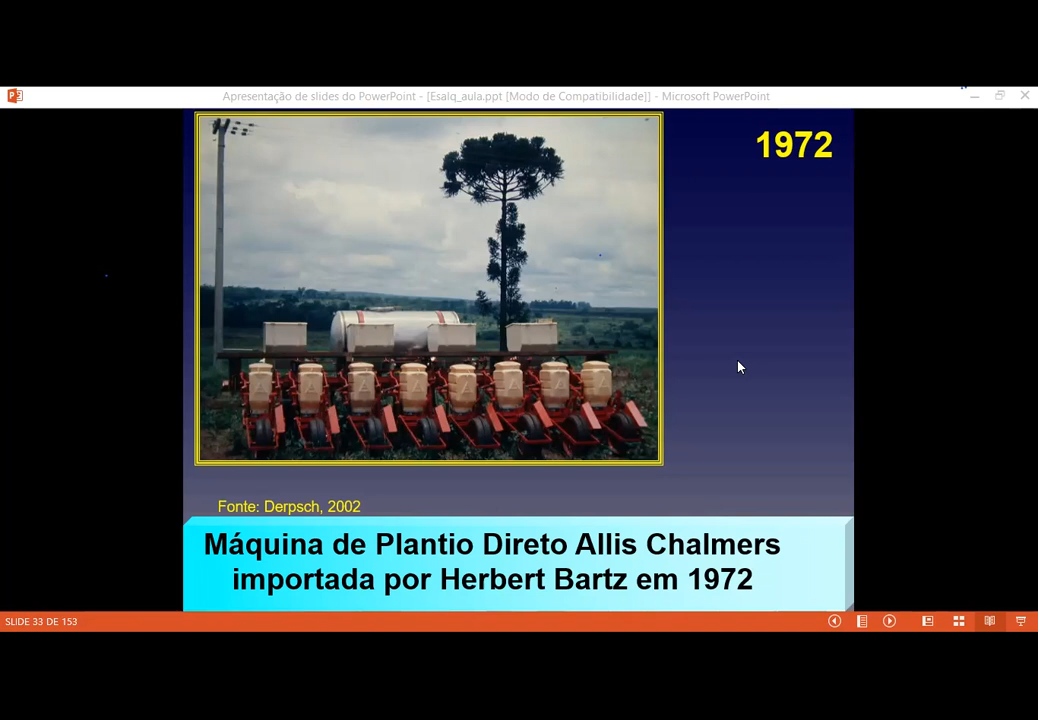 Apresentação de slides do PowerPoint - [Esalq_aula.ppt [Modo de Compatibilidade]] - Microsoft PowerPoint
1972
Fonte: Derpsch, 2002
Máquina de Plantio Direto Allis Chalmers
importada por Herbert Bartz em 1972
SLIDE 33 DE 153